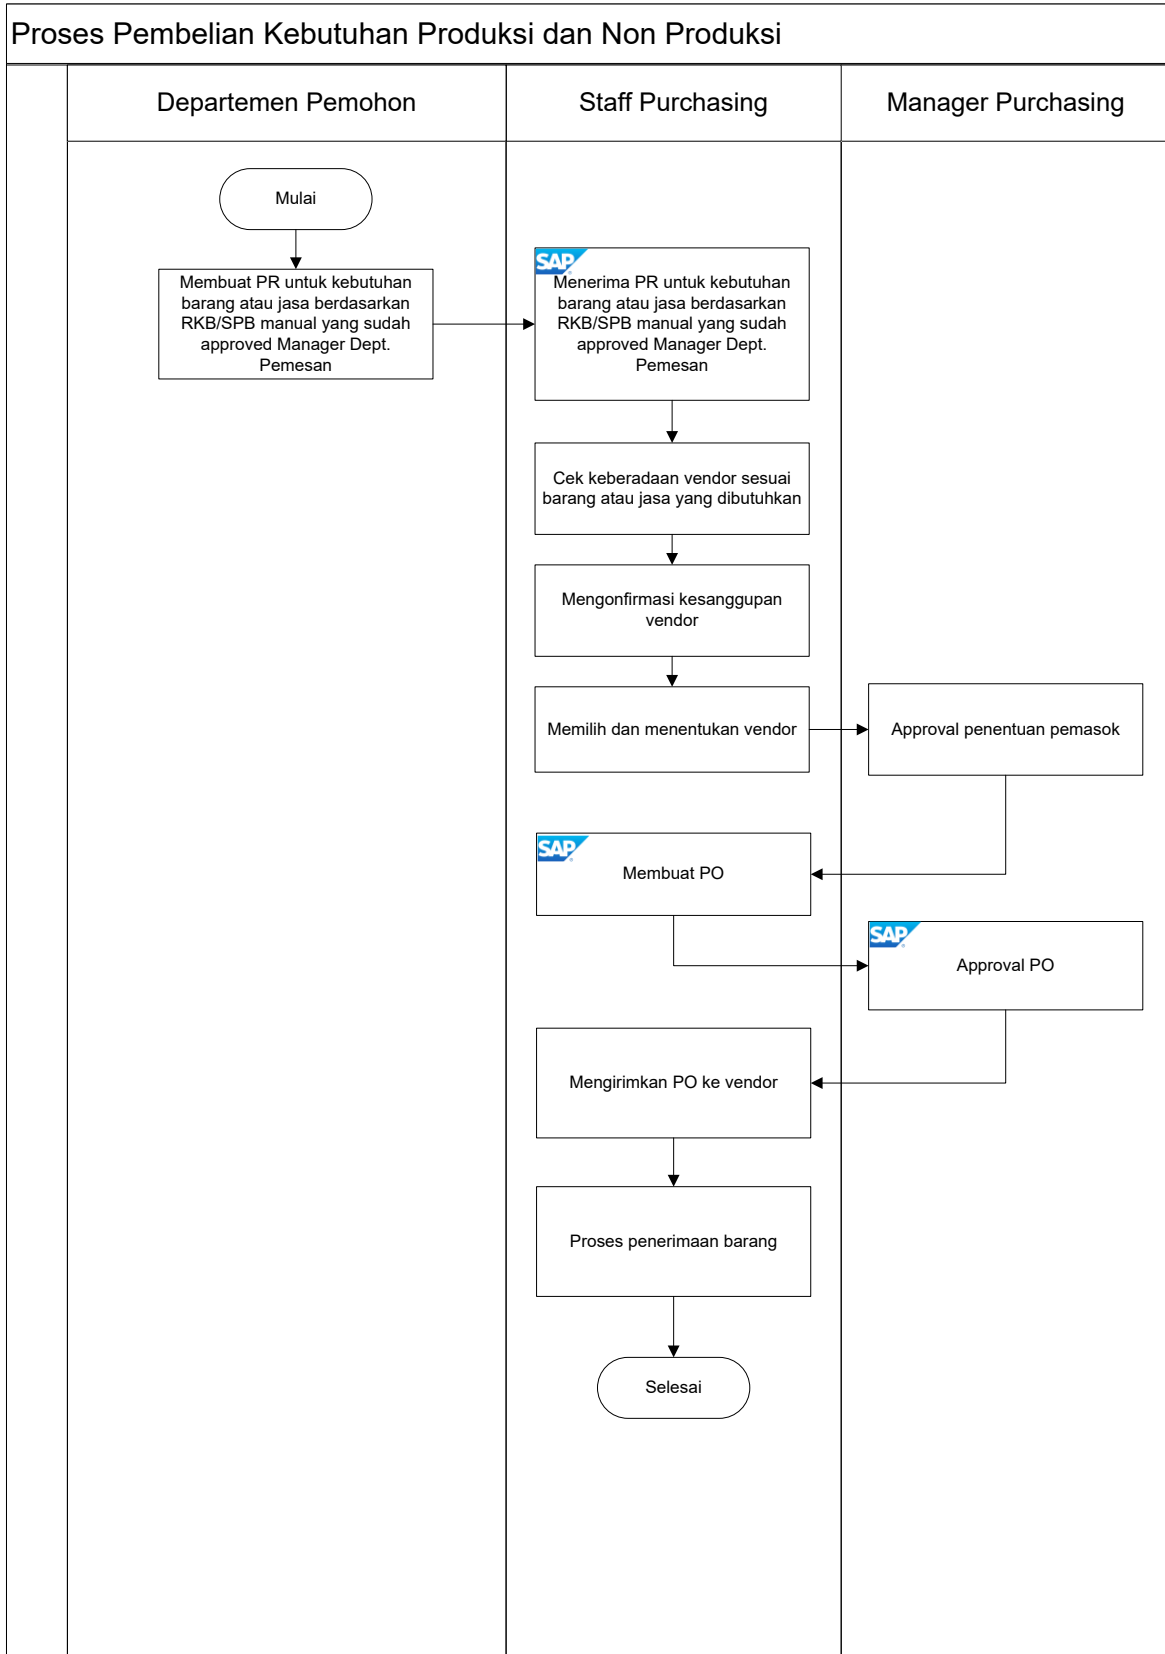 Proses Pembelian Kebutuhan Produksi dan Non Produksi
Departemen Pemohon
Staff Purchasing
Manager Purchasing
Mulai
Membuat PR untuk kebutuhan
barang atau jasa berdasarkan
RKB/SPB manual yang sudah
approved Manager Dept.
Pemesan
SAP
Menerima PR untuk kebutuhan
barang atau jasa berdasarkan
RKB/SPB manual yang sudah
approved Manager Dept.
Pemesan
Cek keberadaan vendor sesuai
barang atau jasa yang dibutuhkan
Mengonfirmasi kesanggupan
vendor
Memilih dan menentukan vendor
Approval penentuan pemasok
SAP
Membuat PO
SAP
Approval PO
Mengirimkan PO ke vendor
Proses penerimaan barang
Selesai